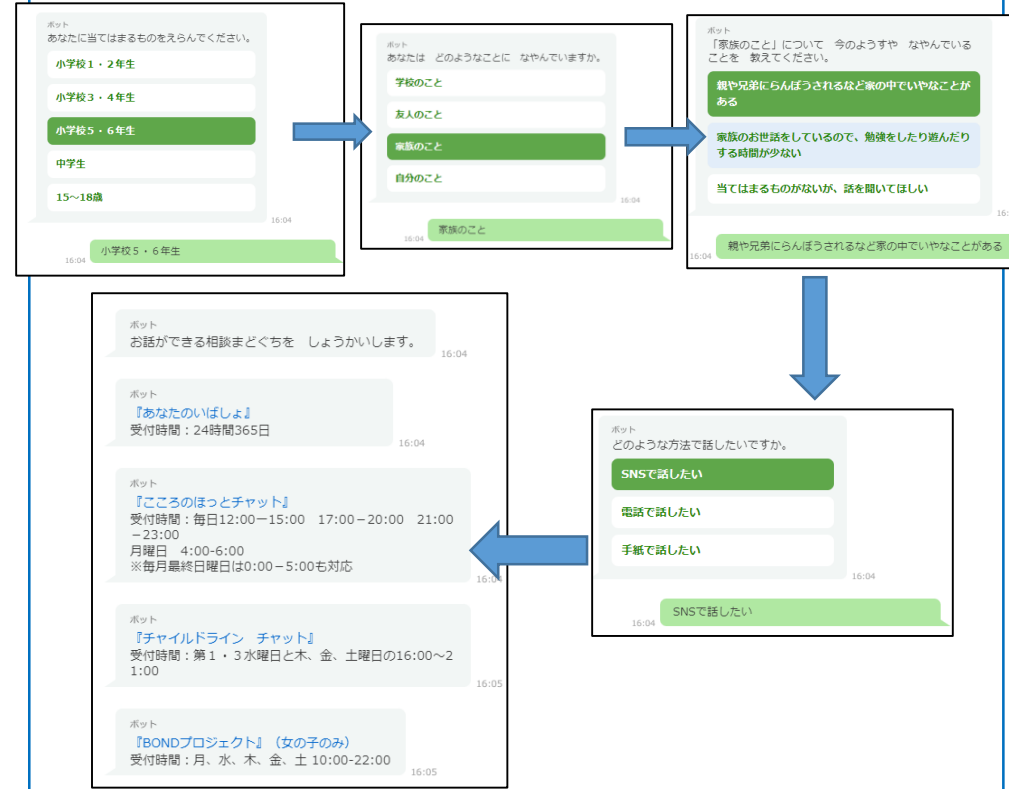 ボット
あなたに当てはまるものをえらんでください。
小学校1・2年生
小学校3・4年生
小学校5・6年生
中学生
15～18歳
16:04
小学校5・6年生
16:04
ボット
あなたは　どのようなことに　なやんでいますか。
学校のこと
友人のこと
家族のこと
自分のこと
16:04
家族のこと
16:04
ボット
「家族のこと」について　今のようすや　なやんでいる
ことを　教えてください。
親や兄弟にらんぼうされるなど家の中でいやなことが
ある
家族のお世話をしているので、勉強をしたり遊んだり
する時間が少ない
当てはまるものがないが、話を聞いてほしい
16:
親や兄弟にらんぼうされるなど家の中でいやなことがある
16:04
ボット
どのような方法で話したいですか。
SNSで話したい
電話で話したい
手紙で話したい
16:04
SNSで話したい
16:04
ボット
お話ができる相談まどぐちを　しょうかいします。
16:04
ボット
『あなたのいばしょ』
受付時間：24時間365日
16:04
ボット
『こころのほっとチャット』
受付時間：毎日12:00ー15:00　17:00－20:00　21:00
－23:00
月曜日　4:00-6:00
※毎月最終日曜日は0:00－5:00も対応
16:04
ボット
『チャイルドライン　チャット』
受付時間：第1・3水曜日と木、金、土曜日の16:00～2
1:00
16:05
ボット
『BONDプロジェクト』（女の子のみ）
受付時間：月、水、木、金、土 10:00-22:00
16:05